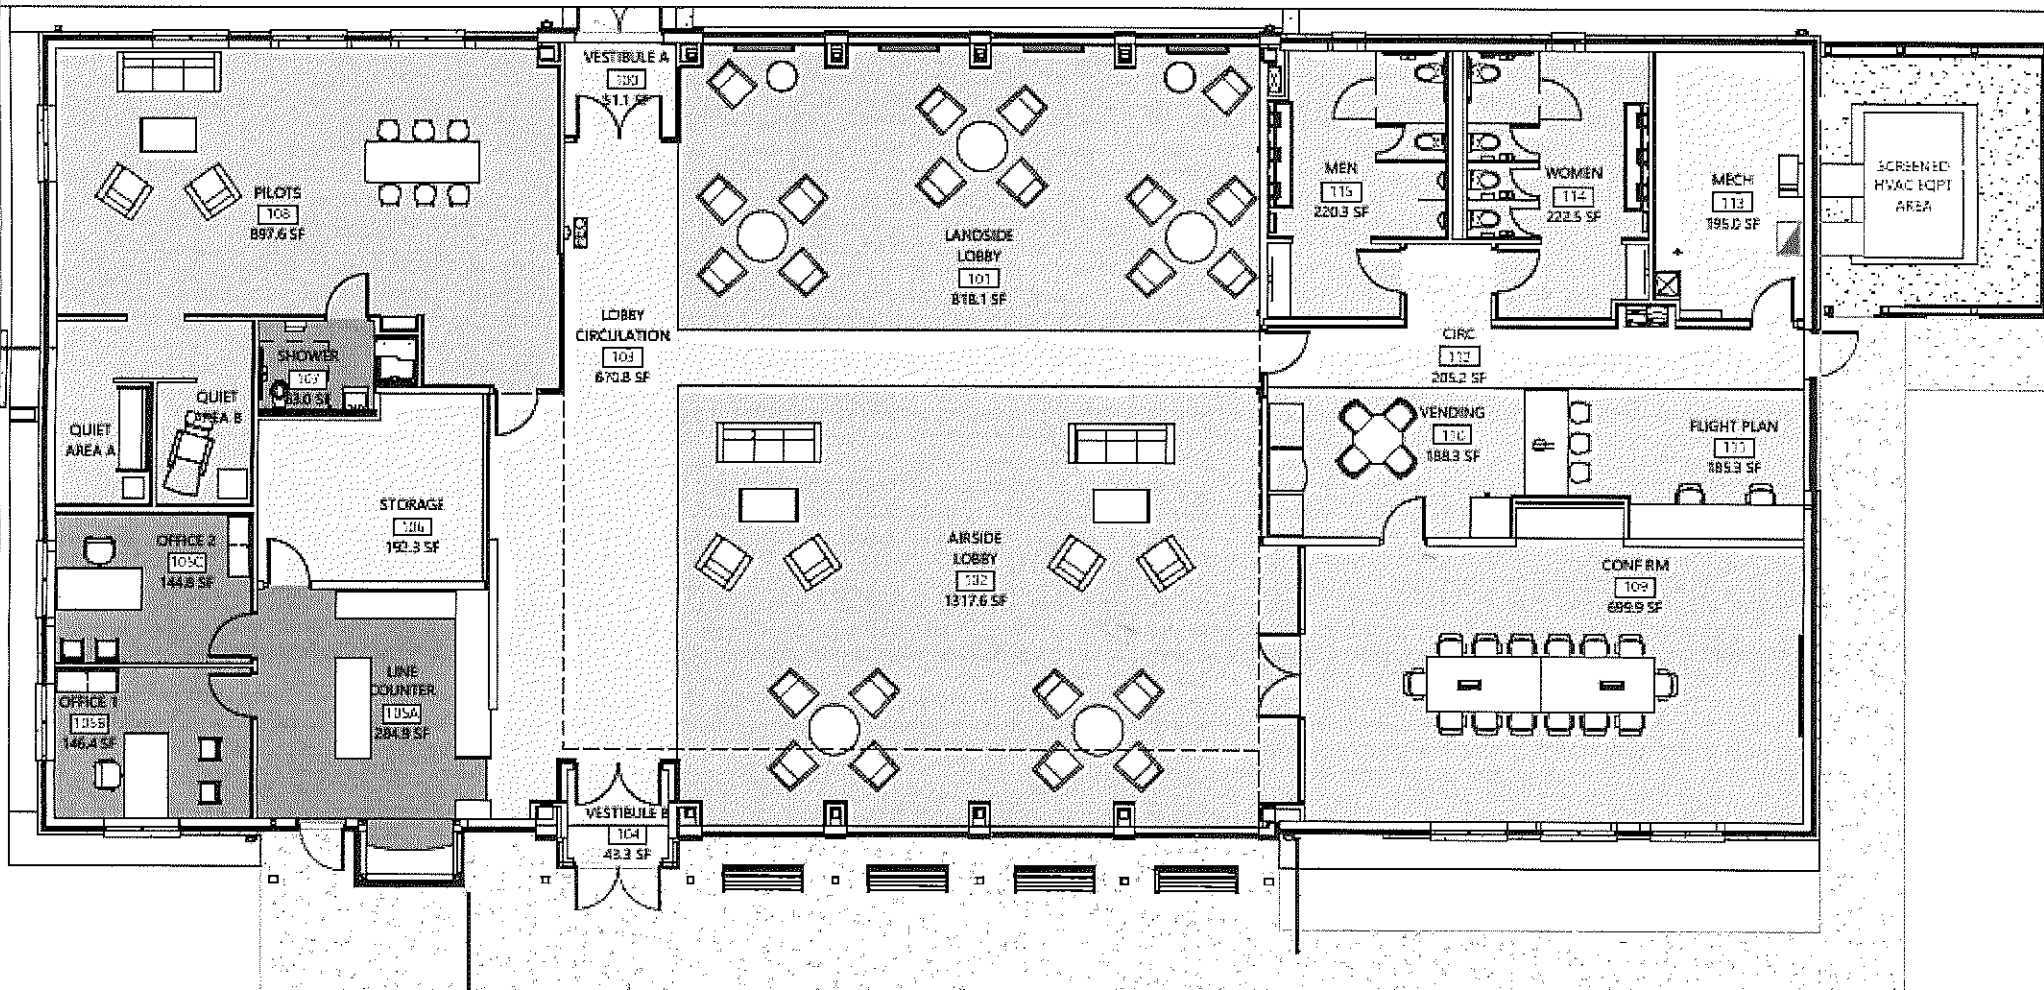 VESTIBULE A
100
51.1 SF
PILOTS
108
897.6 SF
LANDSIDE
LOBBY
101
818.1 SF
MEN
115
220.3 SF
WOMEN
114
222.5 SF
MECH
113
195.0 SF
SCREENED
HVAC EQPT
AREA
LOBBY
CIRCULATION
103
670.8 SF
CIRC
112
205.2 SF
SHOWER
107
QUIET
AREA B
QUIET
AREA A
VENDING
110
188.3 SF
FLIGHT PLAN
111
185.3 SF
STORAGE
106
192.3 SF
OFFICE 2
105C
144.8 SF
AIRSIDE
LOBBY
102
1317.6 SF
CONF RM
109
699.9 SF
LINE
COUNTER
105A
284.9 SF
OFFICE 1
105B
146.4 SF
VESTIBULE B
104
43.3 SF